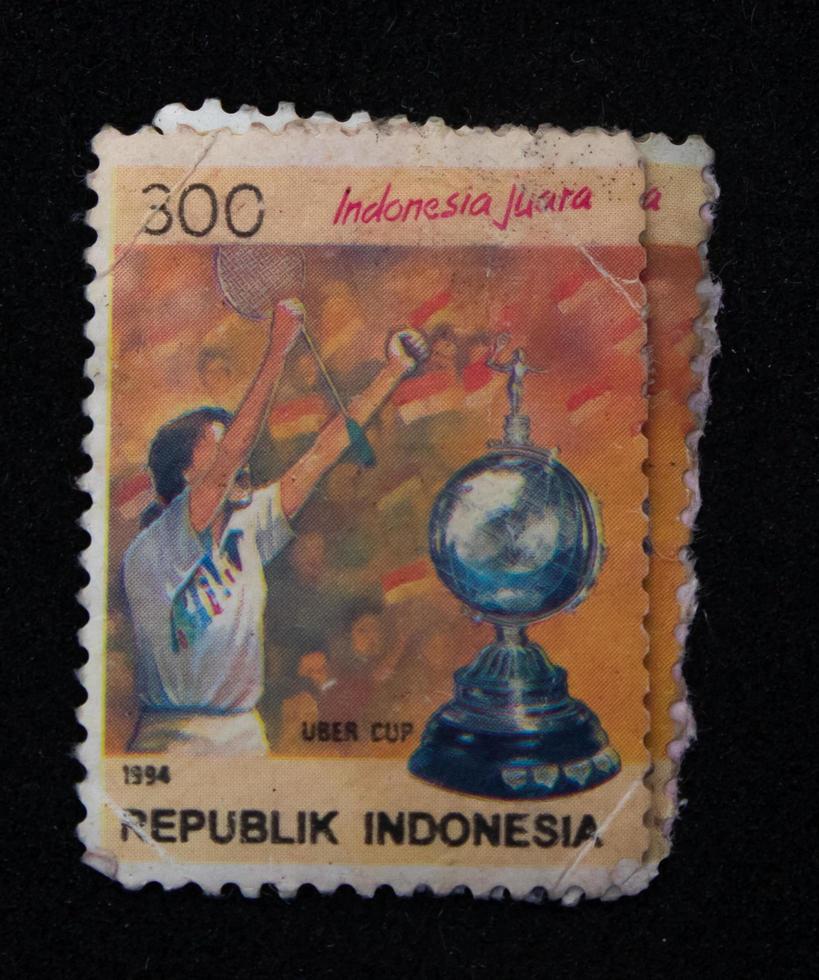 300 Indonesia Juara a
UBER CUP
1994
REPUBLIK INDONESIA